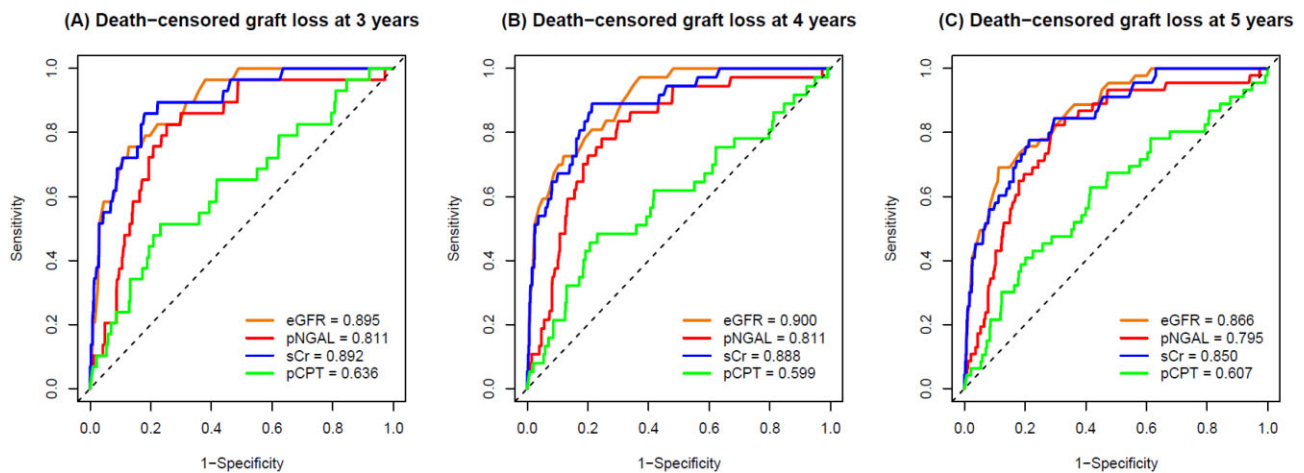 (A) Death−censored graft loss at 3 years
Sensitivity
1.0
0.8
0.6
0.4
0.2
0.0
eGFR = 0.895
pNGAL = 0.811
sCr = 0.892
pCPT = 0.636
0.0 0.2 0.4 0.6 0.8 1.0
1−Specificity
(B) Death−censored graft loss at 4 years
Sensitivity
1.0
0.8
0.6
0.4
0.2
0.0
eGFR = 0.900
pNGAL = 0.811
sCr = 0.888
pCPT = 0.599
0.0 0.2 0.4 0.6 0.8 1.0
1−Specificity
(C) Death−censored graft loss at 5 years
Sensitivity
1.0
0.8
0.6
0.4
0.2
0.0
eGFR = 0.866
pNGAL = 0.795
sCr = 0.850
pCPT = 0.607
0.0 0.2 0.4 0.6 0.8 1.0
1−Specificity